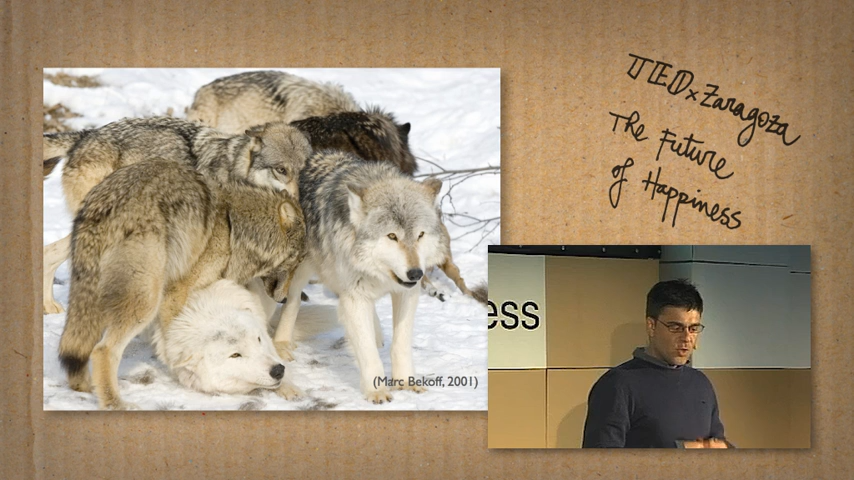 TEDxZaragoza
The Future
of Happiness
ess
(Marc Bekoff, 2001)